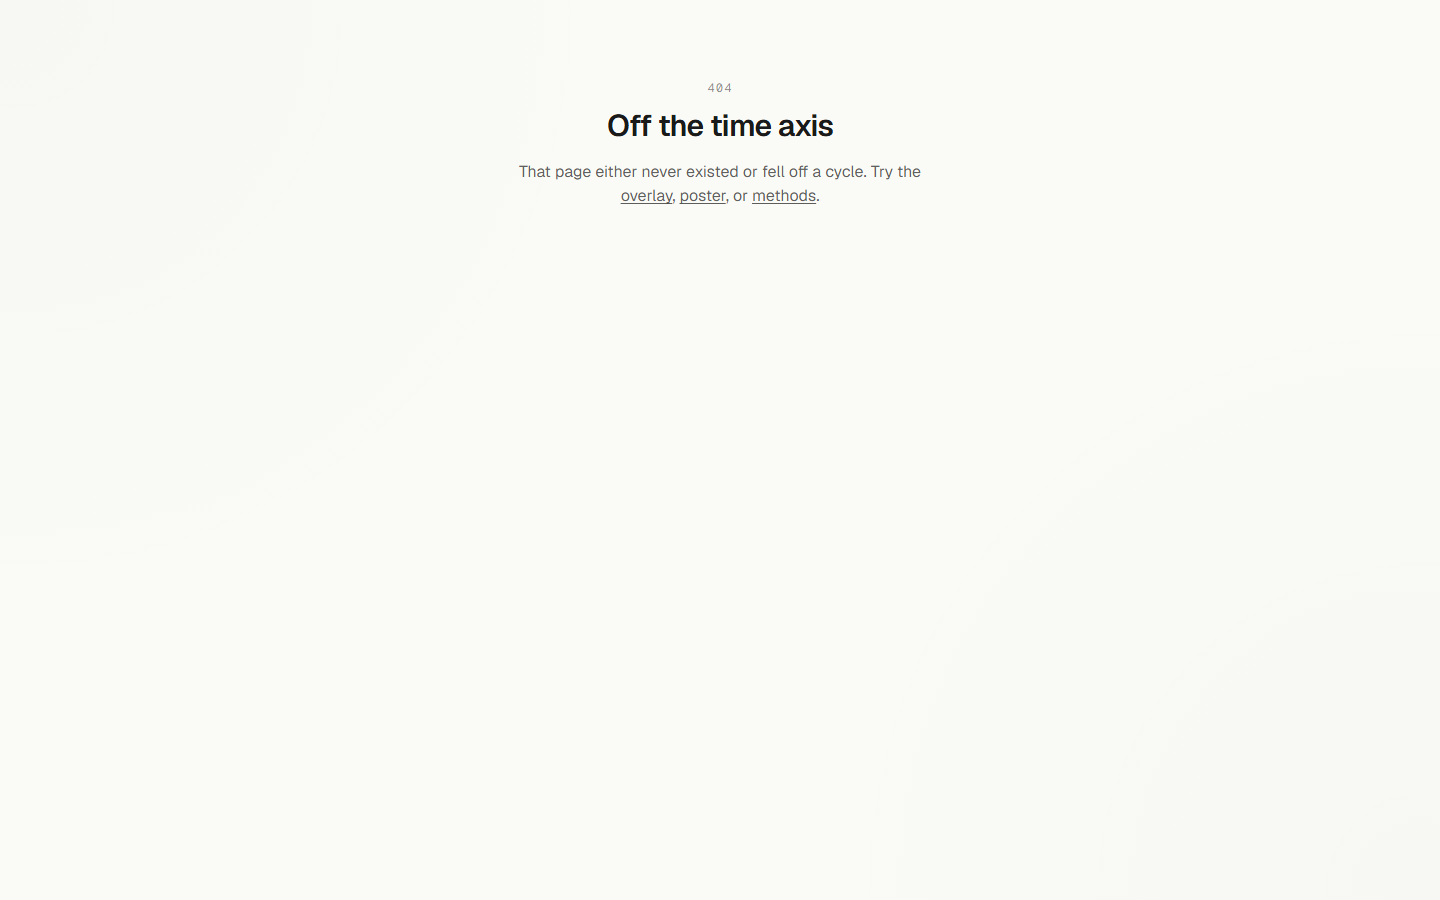 404
Off the time axis
That page either never existed or fell off a cycle. Try the
overlay, poster, or methods.